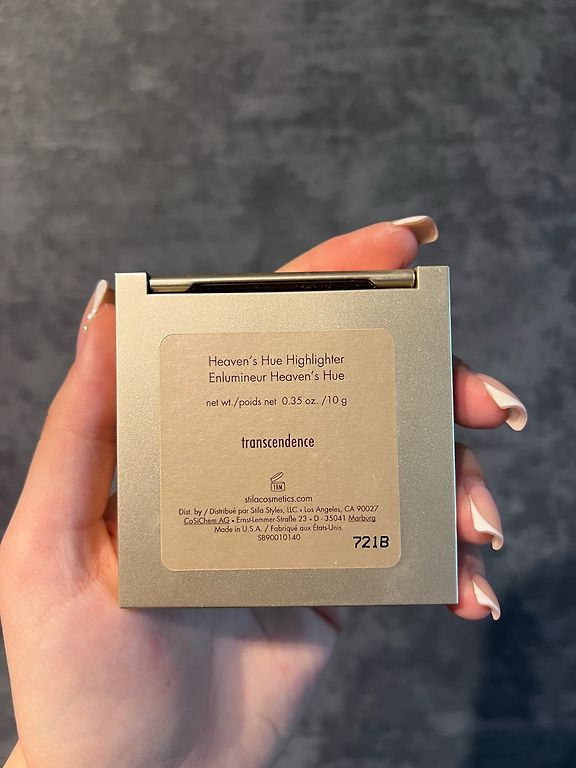 Heaven's Hue Highlighter
Enlumineur Heaven's Hue
net wt./poids net 0.35 oz. /10 g
transcendence
18M
stilacosmetics.com
Dist. by / Distribué par Stila Styles, LLC • Los Angeles, CA 90027
CoSiChem AG • Ernst-Lemmer-Straße 23 • D - 35041 Marburg
Made in U.S.A. / Fabriqué aux États-Unis
SB90010140
721B